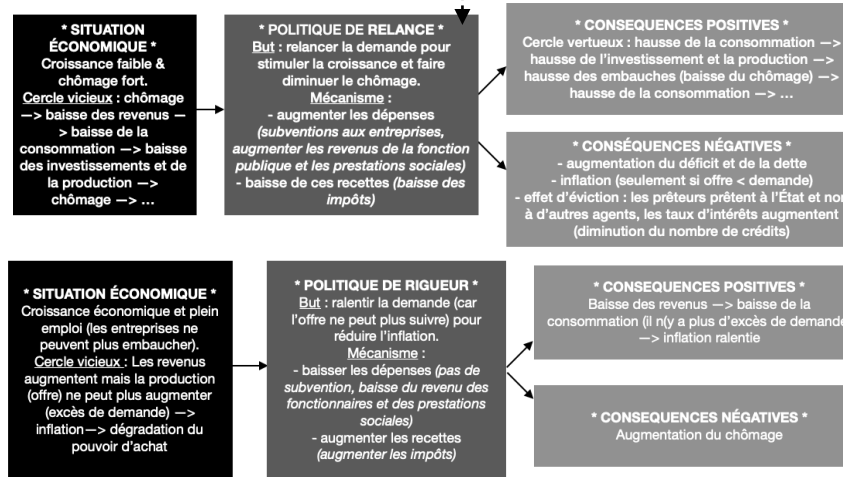 * SITUATION
ÉCONOMIQUE *
Croissance faible &
chômage fort.
Cercle vicieux : chômage
—> baisse des revenus —
> baisse de la
consommation —> baisse
des investissements et de
la production —>
chômage —> ...
* POLITIQUE DE RELANCE *
But : relancer la demande pour
stimuler la croissance et faire
diminuer le chômage.
Mécanisme :
- augmenter les dépenses
(subventions aux entreprises,
augmenter les revenus de la fonction
publique et les prestations sociales)
- baisse de ces recettes (baisse des
impôts)
* CONSEQUENCES POSITIVES *
Cercle vertueux : hausse de la consommation —>
hausse de l'investissement et la production —>
hausse des embauches (baisse du chômage) —>
hausse de la consommation —> ...
* CONSÉQUENCES NÉGATIVES *
- augmentation du déficit et de la dette
- inflation (seulement si offre < demande)
- effet d'éviction : les prêteurs prêtent à l'État et non
à d'autres agents, les taux d'intérêts augmentent
(diminution du nombre de crédits)
* SITUATION ÉCONOMIQUE *
Croissance économique et plein
emploi (les entreprises ne
peuvent plus embaucher).
Cercle vicieux : Les revenus
augmentent mais la production
(offre) ne peut plus augmenter
(excès de demande) —>
inflation—> dégradation du
pouvoir d'achat
* POLITIQUE DE RIGUEUR *
But : ralentir la demande (car
l'offre ne peut plus suivre) pour
réduire l'inflation.
Mécanisme :
- baisser les dépenses (pas de
subvention, baisse du revenu des
fonctionnaires et des prestations
sociales)
- augmenter les recettes
(augmenter les impôts)
* CONSEQUENCES POSITIVES *
Baisse des revenus —> baisse de la
consommation (il n(y a plus d'excès de demande
—> inflation ralentie
* CONSEQUENCES NÉGATIVES *
Augmentation du chômage